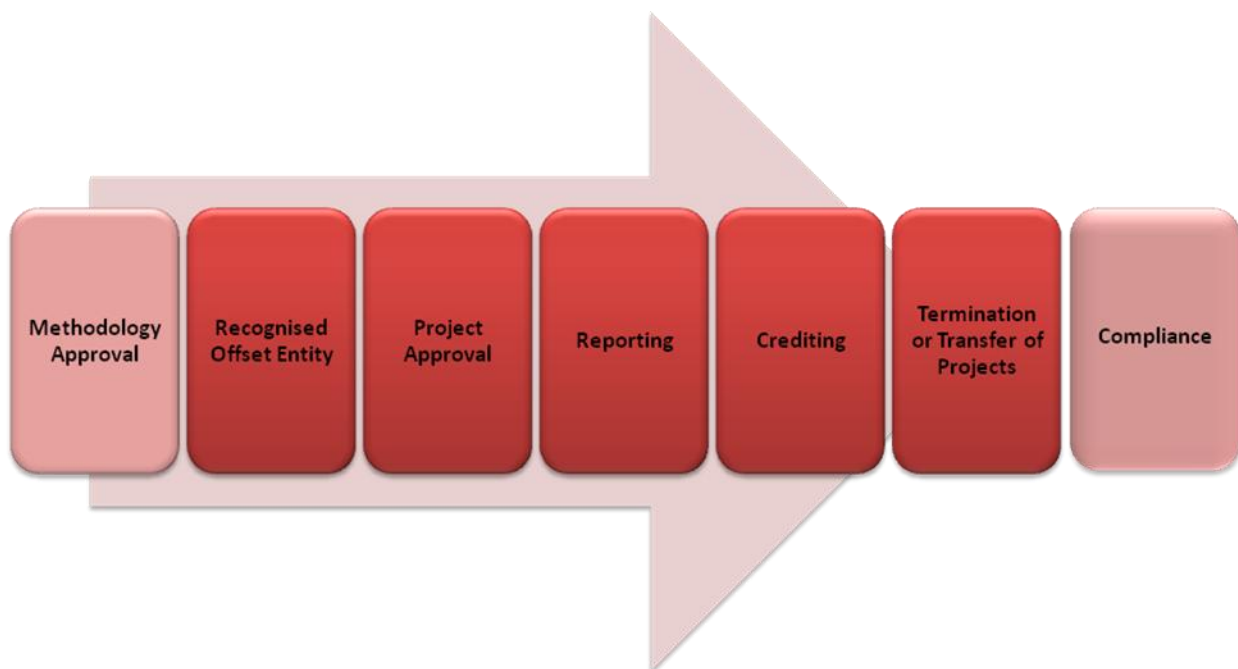 Methodology
Approval
Recognised
Offset Entity
Project
Approval
Reporting
Crediting
Termination
or Transfer of
Projects
Compliance